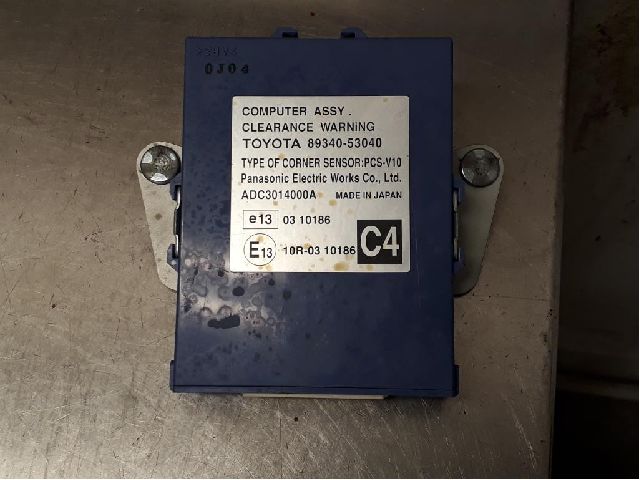 0J04
COMPUTER ASSY.
CLEARANCE WARNING
TOYOTA 89340-53040
TYPE OF CORNER SENSOR:PCS-V10
Panasonic Electric Works Co., Ltd.
ADC3014000A MADE IN JAPAN
e13 03 10186
E13 10R-03 10186 C4